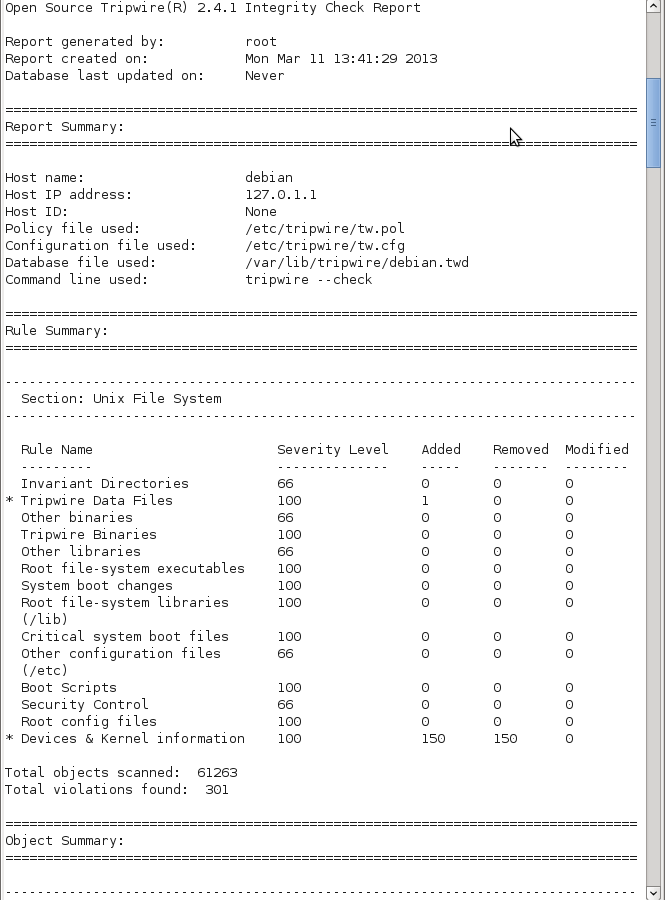 Open Source Tripwire(R) 2.4.1 Integrity Check Report
Report generated by:          root
Report created on:            Mon Mar 11 13:41:29 2013
Database last updated on:     Never
===============================================================================
Report Summary:
===============================================================================
Host name:                    debian
Host IP address:              127.0.1.1
Host ID:                      None
Policy file used:             /etc/tripwire/tw.pol
Configuration file used:      /etc/tripwire/tw.cfg
Database file used:           /var/lib/tripwire/debian.twd
Command line used:            tripwire --check
===============================================================================
Rule Summary:
===============================================================================
-------------------------------------------------------------------------------
  Section: Unix File System
-------------------------------------------------------------------------------
  Rule Name                       Severity Level    Added    Removed  Modified
  ---------                       --------------    -----    -------  --------
  Invariant Directories           66                0        0        0
* Tripwire Data Files             100               1        0        0
  Other binaries                  66                0        0        0
  Tripwire Binaries               100               0        0        0
  Other libraries                 66                0        0        0
  Root file-system executables    100               0        0        0
  System boot changes             100               0        0        0
  Root file-system libraries      100               0        0        0
  (/lib)
  Critical system boot files      100               0        0        0
  Other configuration files       66                0        0        0
  (/etc)
  Boot Scripts                    100               0        0        0
  Security Control                66                0        0        0
  Root config files               100               0        0        0
* Devices & Kernel information    100               150      150      0
Total objects scanned:  61263
Total violations found:  301
===============================================================================
Object Summary:
===============================================================================
-------------------------------------------------------------------------------